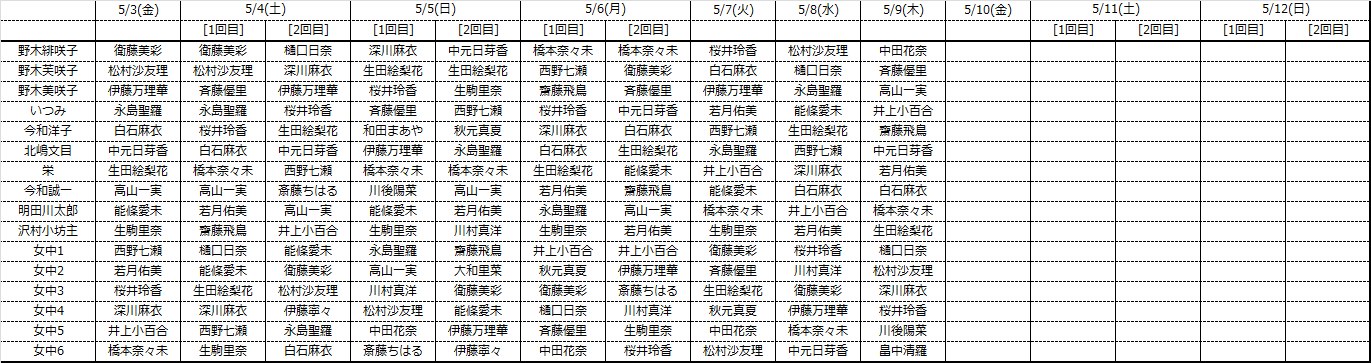 5/3(金) 5/4(土) 5/5(日) 5/6(月) 5/7(火) 5/8(水) 5/9(木) 5/10(金) 5/11(土) 5/12(日)
[1回目] [2回目] [1回目] [2回目] [1回目] [2回目] [1回目] [2回目] [1回目] [2回目]
野木緋咲子 衛藤美彩 衛藤美彩 樋口日奈 深川麻衣 中元日芽香 橋本奈々未 橋本奈々未 桜井玲香 松村沙友理 中田花奈
野木芙咲子 松村沙友理 松村沙友理 深川麻衣 生田絵梨花 生田絵梨花 西野七瀬 衛藤美彩 白石麻衣 樋口日奈 斉藤優里
野木美咲子 伊藤万理華 斉藤優里 伊藤万理華 桜井玲香 生駒里奈 齋藤飛鳥 斉藤優里 伊藤万理華 永島聖羅 高山一実
いつみ 永島聖羅 永島聖羅 桜井玲香 斉藤優里 西野七瀬 桜井玲香 中元日芽香 若月佑美 能條愛未 井上小百合
今和洋子 白石麻衣 桜井玲香 生田絵梨花 和田まあや 秋元真夏 深川麻衣 白石麻衣 西野七瀬 生田絵梨花 齋藤飛鳥
北嶋文目 中元日芽香 白石麻衣 中元日芽香 伊藤万理華 永島聖羅 白石麻衣 生田絵梨花 永島聖羅 西野七瀬 中元日芽香
栄 生田絵梨花 橋本奈々未 西野七瀬 橋本奈々未 橋本奈々未 生田絵梨花 能條愛未 井上小百合 深川麻衣 若月佑美
今和誠一 高山一実 高山一実 斎藤ちはる 川後陽菜 高山一実 若月佑美 齋藤飛鳥 能條愛未 白石麻衣 白石麻衣
明田川太郎 能條愛未 若月佑美 高山一実 能條愛未 若月佑美 永島聖羅 高山一実 橋本奈々未 井上小百合 橋本奈々未
沢村小坊主 生駒里奈 齋藤飛鳥 井上小百合 生駒里奈 川村真洋 生駒里奈 若月佑美 生駒里奈 若月佑美 生田絵梨花
女中1 西野七瀬 樋口日奈 能條愛未 永島聖羅 齋藤飛鳥 井上小百合 井上小百合 衛藤美彩 桜井玲香 樋口日奈
女中2 若月佑美 能條愛未 衛藤美彩 高山一実 大和里菜 秋元真夏 伊藤万理華 斉藤優里 川村真洋 松村沙友理
女中3 桜井玲香 生田絵梨花 松村沙友理 川村真洋 衛藤美彩 衛藤美彩 斎藤ちはる 生田絵梨花 衛藤美彩 深川麻衣
女中4 深川麻衣 深川麻衣 伊藤寧々 松村沙友理 能條愛未 樋口日奈 川村真洋 秋元真夏 伊藤万理華 桜井玲香
女中5 井上小百合 西野七瀬 永島聖羅 中田花奈 伊藤万理華 斉藤優里 生駒里奈 中田花奈 橋本奈々未 川後陽菜
女中6 橋本奈々未 生駒里奈 白石麻衣 斎藤ちはる 伊藤寧々 中田花奈 桜井玲香 松村沙友理 中元日芽香 畠中清羅